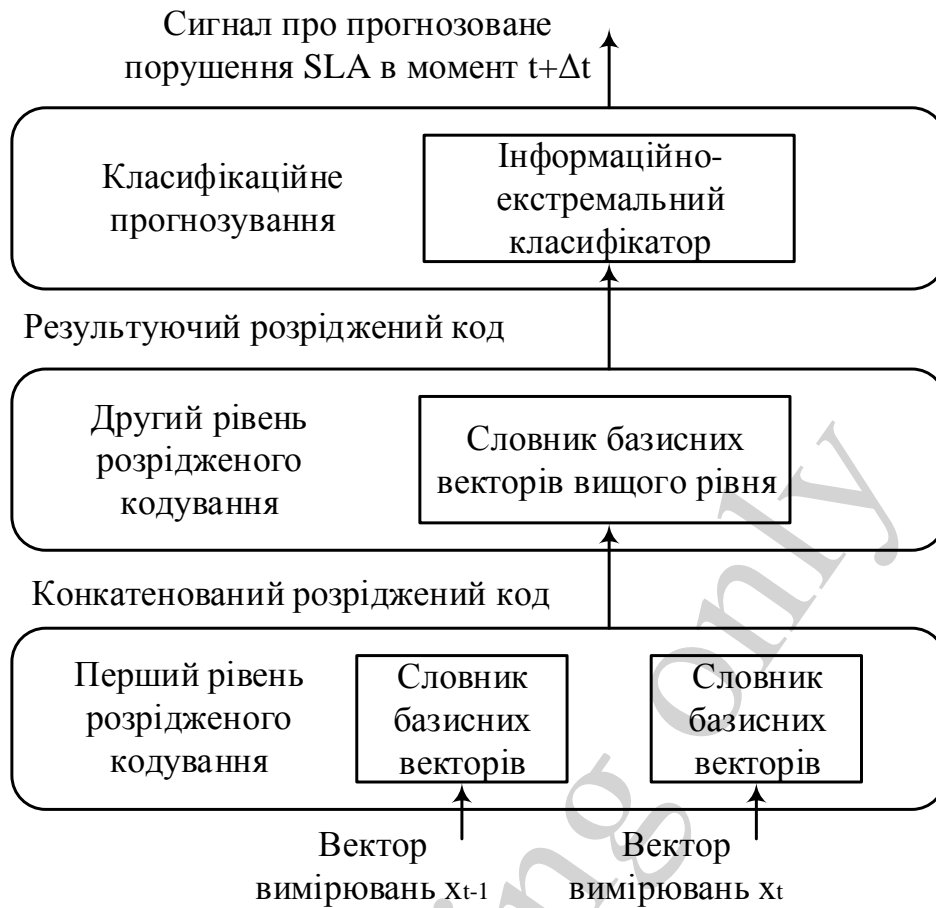 Сигнал про прогнозоване
порушення SLA в момент t+Δt
Класифікаційне
прогнозування
Інформаційно-
екстремальний
класифікатор
Результуючий розріджений код
Другий рівень
розрідженого
кодування
Словник базисних
векторів вищого рівня
Конкатенований розріджений код
Перший рівень
розрідженого
кодування
Словник
базисних
векторів
Словник
базисних
векторів
Вектор
вимірювань xt-1
Вектор
вимірювань xt
ing only